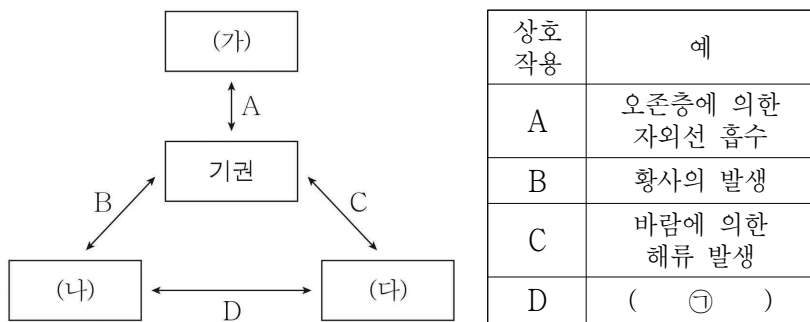 (가)
A
기권
B
C
(나)
D
(다)
상호
작용
예
A
오존층에 의한
자외선 흡수
B
황사의 발생
C
바람에 의한
해류 발생
D
( ㉠ )